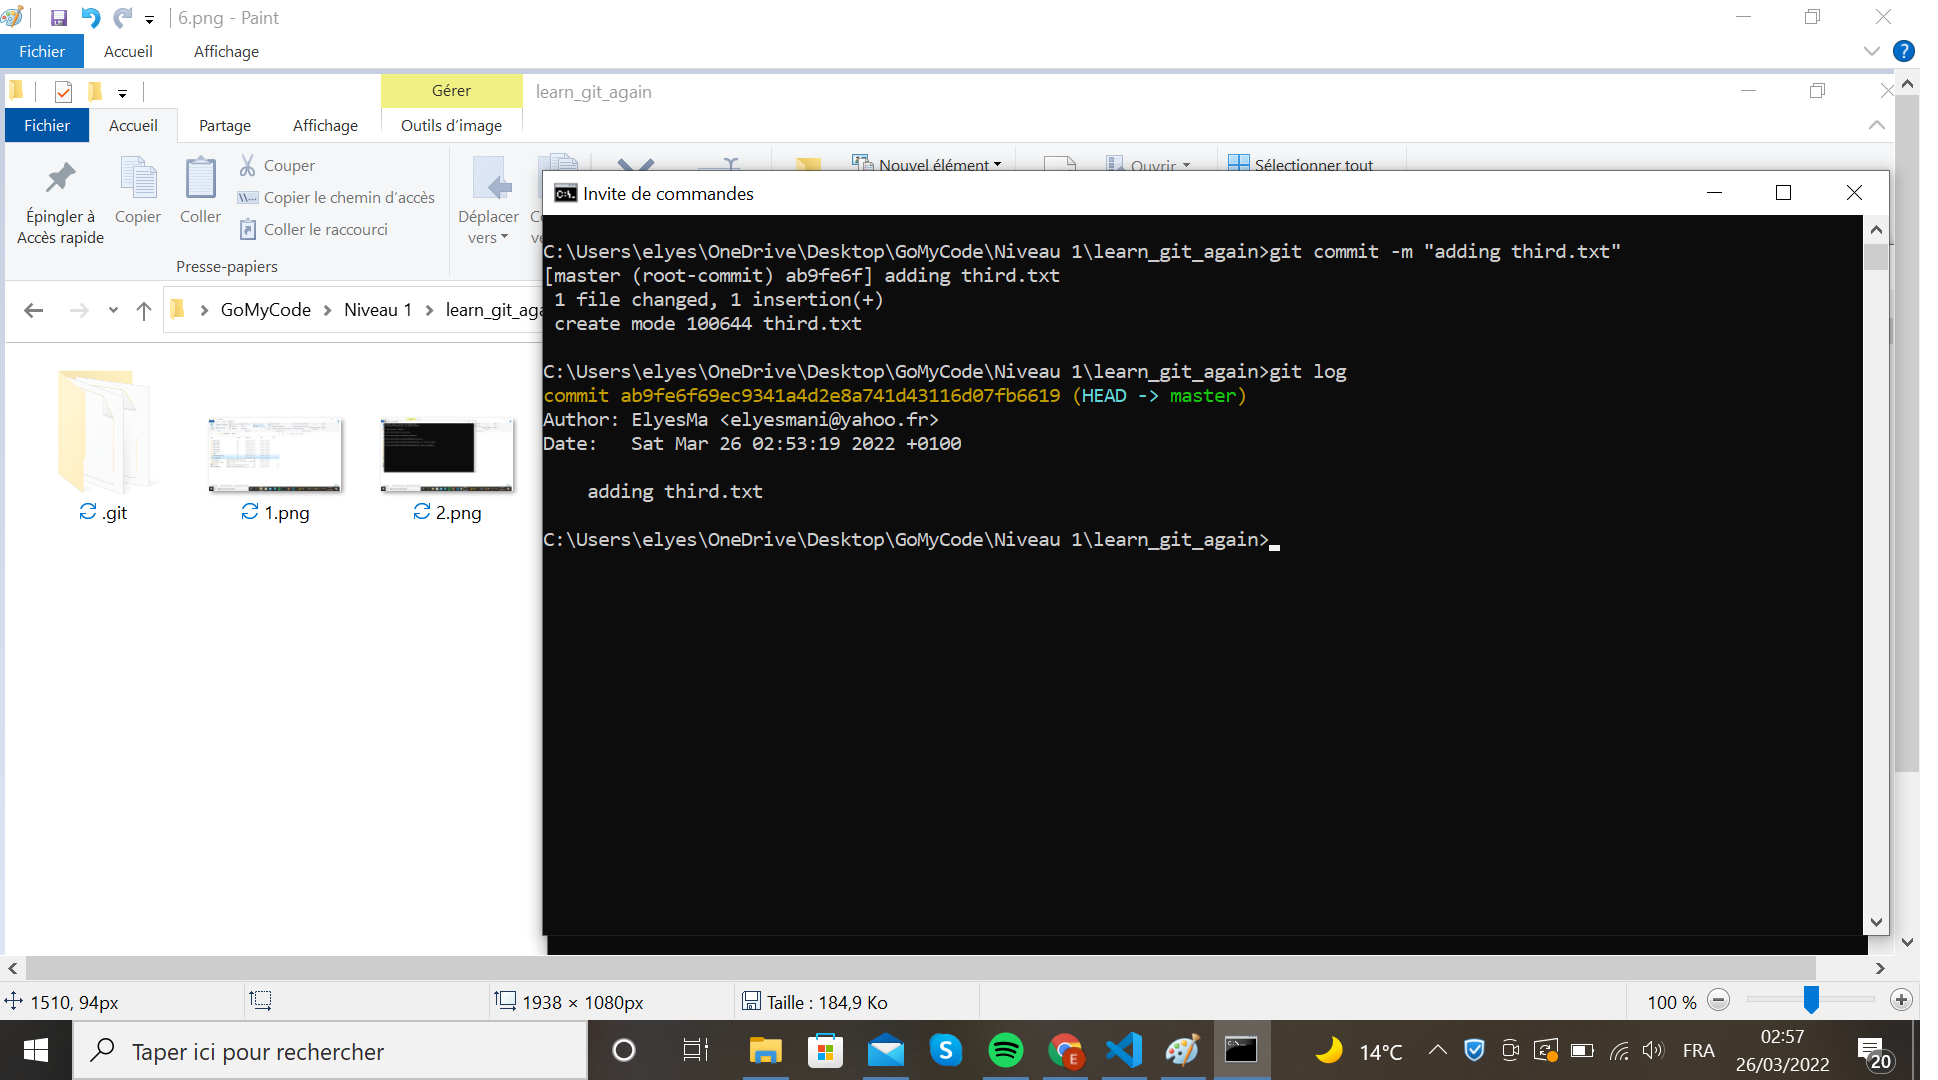 6.png - Paint
Fichier Accueil Affichage
Gérer learn_git_again
Fichier Accueil Partage Affichage Outils d'image
Épingler à
Accès rapide
Copier
Coller
Couper
Copier le chemin d'accès
Coller le raccourci
Déplacer
vers
Nouvel élément
Ouvrir
Sélectionner tout
Presse-papiers
GoMyCode > Niveau 1 > learn_git_aga
.git
1.png
2.png
Invite de commandes
C:\Users\elyes\OneDrive\Desktop\GoMyCode\Niveau 1\learn_git_again>git commit -m "adding third.txt"
[master (root-commit) ab9fe6f] adding third.txt
1 file changed, 1 insertion(+)
create mode 100644 third.txt
C:\Users\elyes\OneDrive\Desktop\GoMyCode\Niveau 1\learn_git_again>git log
commit ab9fe6f69ec9341a4d2e8a741d43116d07fb6619 (HEAD -> master)
Author: ElyesMa <elyesmani@yahoo.fr>
Date:   Sat Mar 26 02:53:19 2022 +0100
adding third.txt
C:\Users\elyes\OneDrive\Desktop\GoMyCode\Niveau 1\learn_git_again>
1510, 94px
1938 × 1080px
Taille : 184,9 Ko
100 %
Taper ici pour rechercher
14°C
FRA
02:57
26/03/2022
20